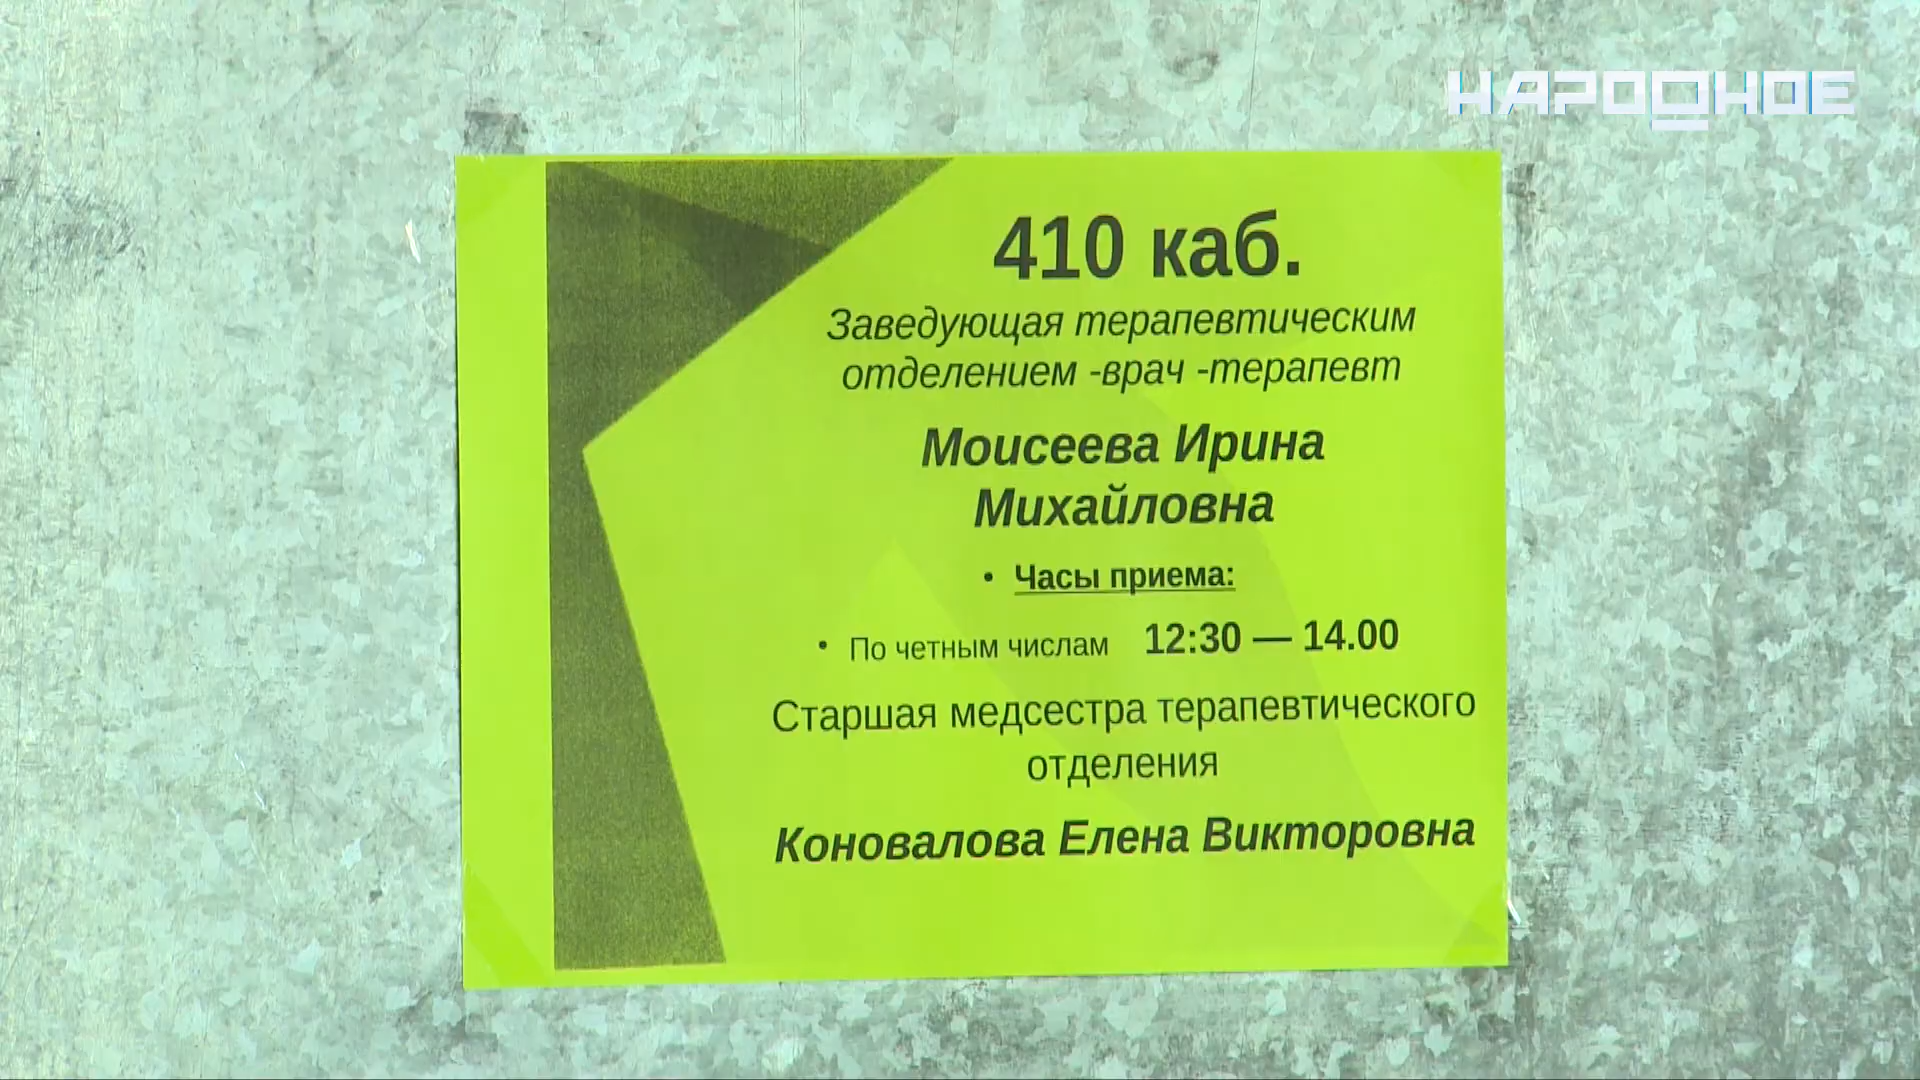 НАРОДНОЕ
410 каб.
Заведующая терапевтическим
отделением -врач -терапевт
Моисеева Ирина
Михайловна
• Часы приема:
• По четным числам 12:30 — 14.00
Старшая медсестра терапевтического
отделения
Коновалова Елена Викторовна